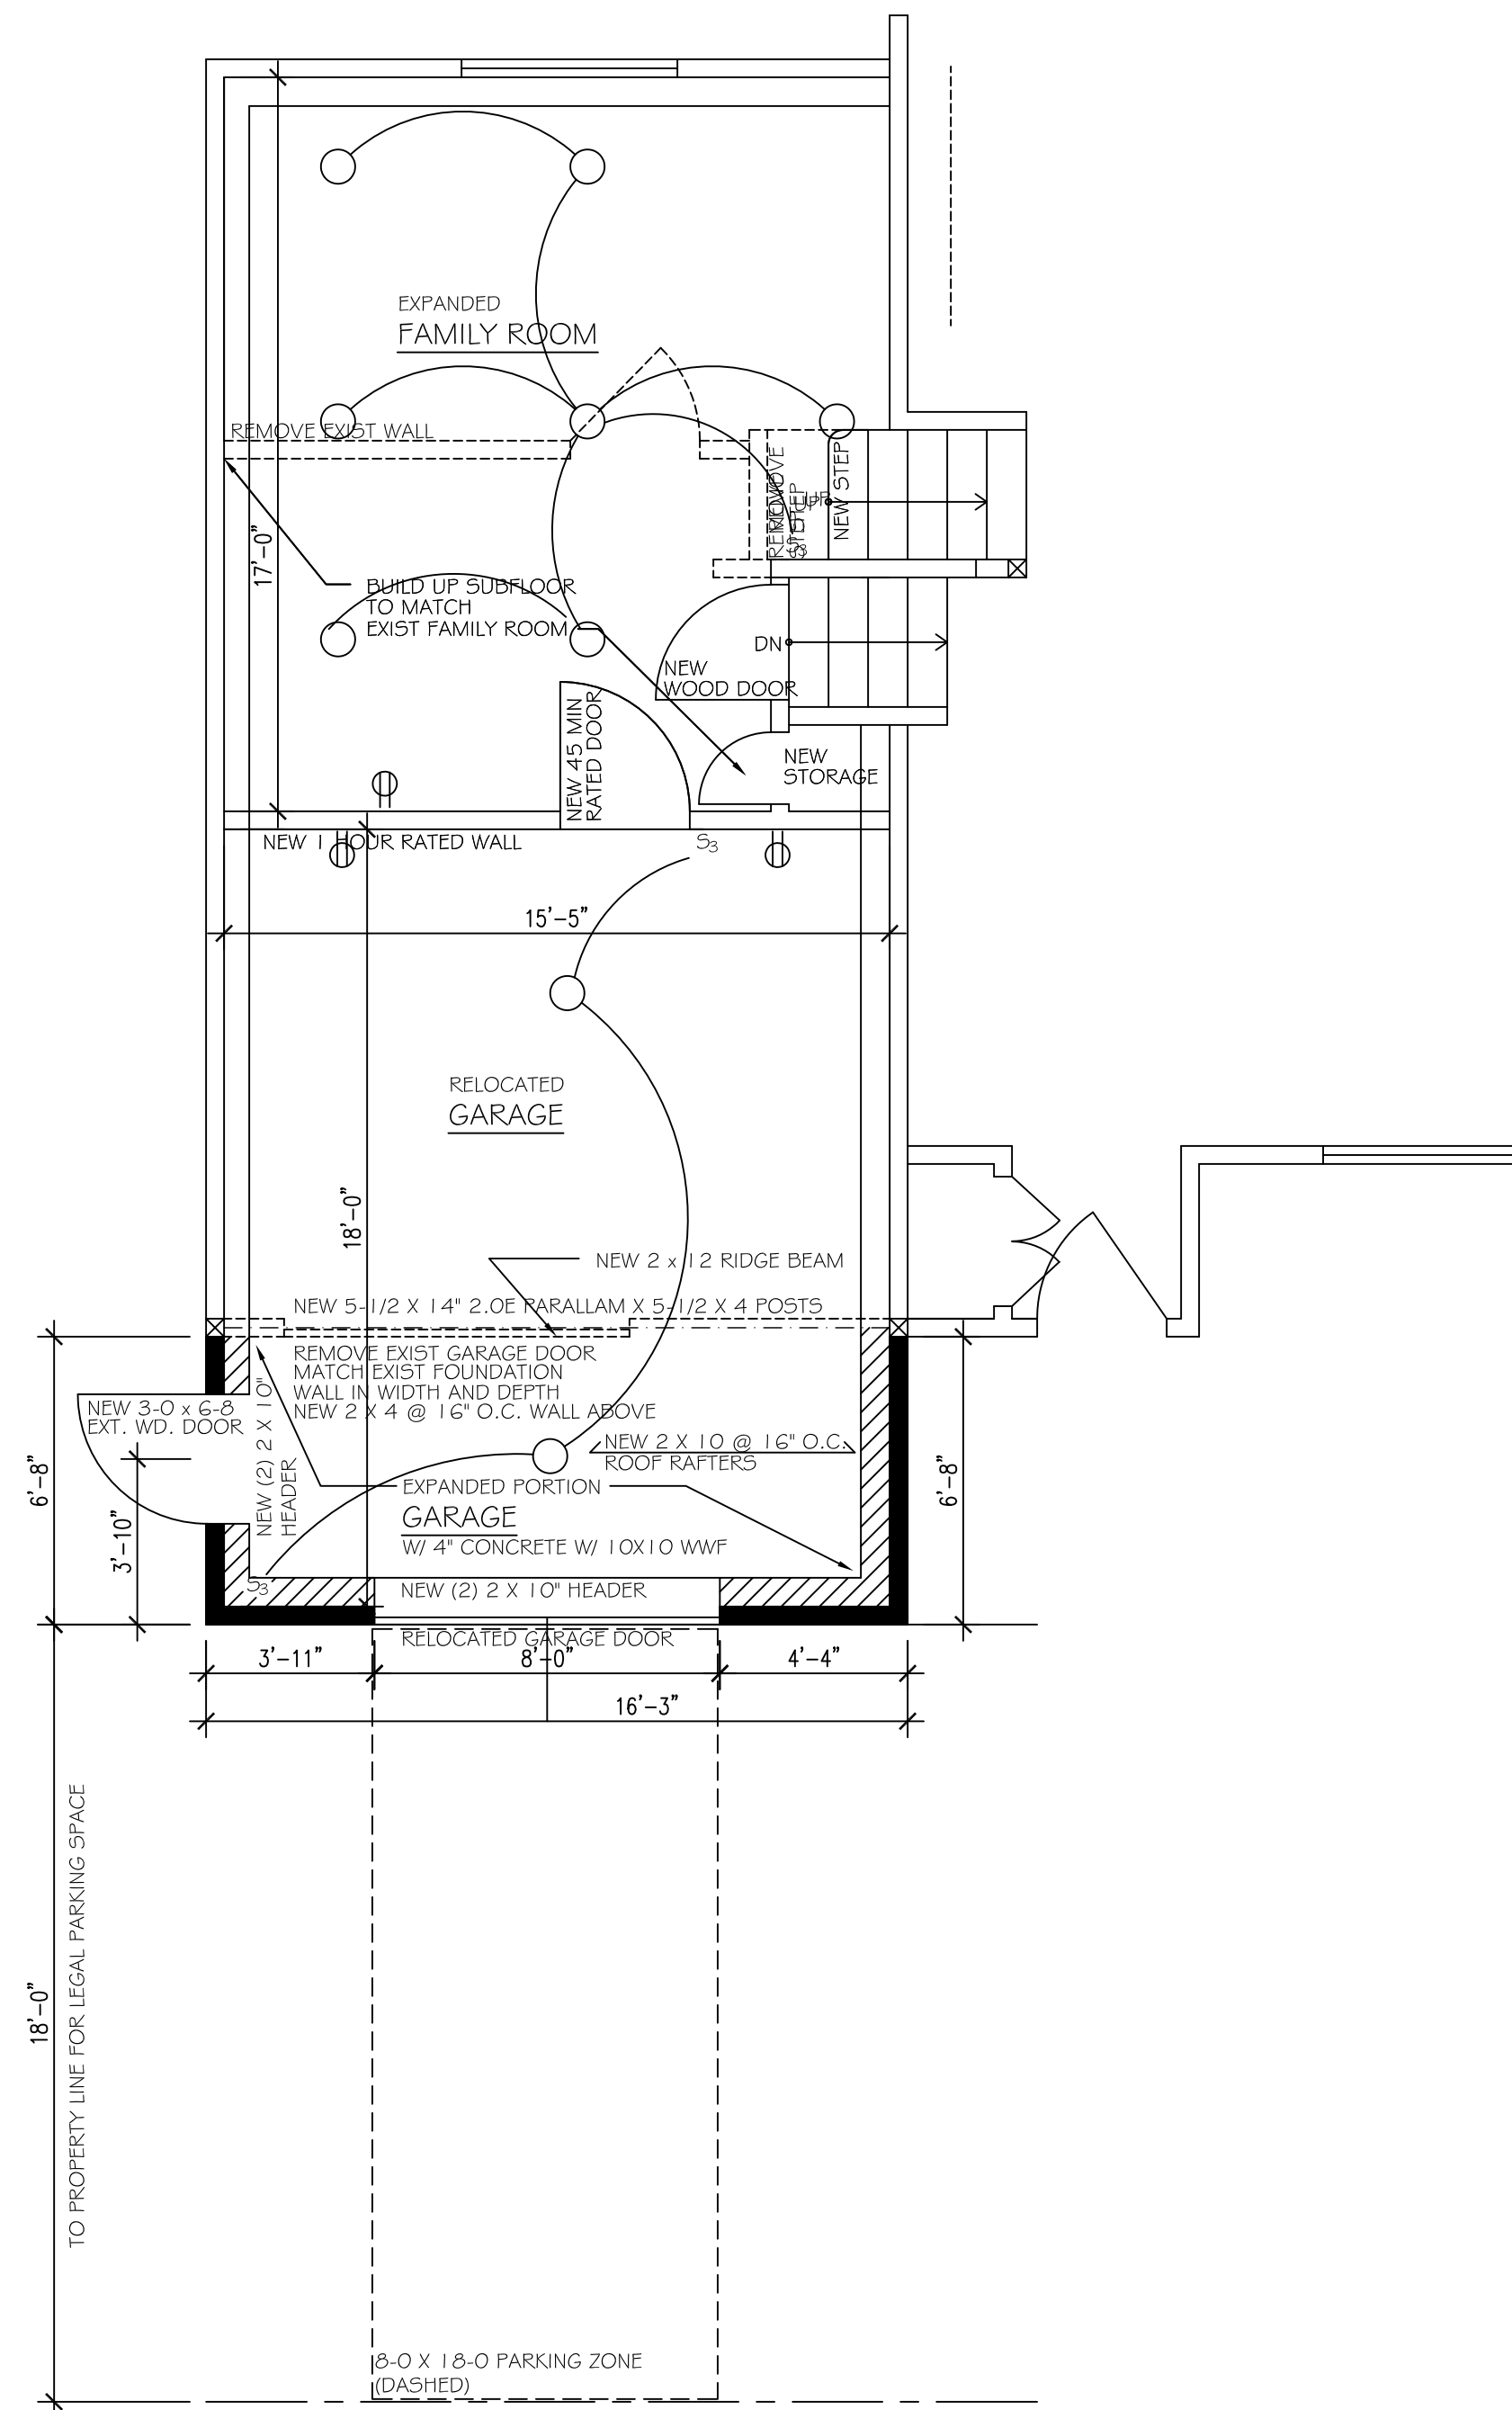 EXPANDED
FAMILY ROOM
REMOVE EXIST WALL
REMOVE
STEP
UP
NEW STEP
S3
17'-0"
BUILD UP SUBFLOOR
TO MATCH
EXIST FAMILY ROOM
DN
NEW
WOOD DOOR
NEW 45 MIN
RATED DOOR
NEW
STORAGE
NEW 1 HOUR RATED WALL
S3
15'-5"
RELOCATED
GARAGE
18'-0"
NEW 2 x 12 RIDGE BEAM
NEW 5-1/2 X 14" 2.0E PARALLAM X 5-1/2 X 4 POSTS
REMOVE EXIST GARAGE DOOR
MATCH EXIST FOUNDATION
WALL IN WIDTH AND DEPTH
NEW 2 X 4 @ 16" O.C. WALL ABOVE
NEW 3-0 x 6-8
EXT. WD. DOOR
NEW (2) 2 X 10"
HEADER
NEW 2 X 10 @ 16" O.C.
ROOF RAFTERS
6'-8"
3'-10"
EXPANDED PORTION
GARAGE
W/ 4" CONCRETE W/ 10X10 WWF
6'-8"
S3
NEW (2) 2 X 10" HEADER
RELOCATED GARAGE DOOR
3'-11"
8'-0"
4'-4"
16'-3"
18'-0"
TO PROPERTY LINE FOR LEGAL PARKING SPACE
8-0 X 18-0 PARKING ZONE
(DASHED)